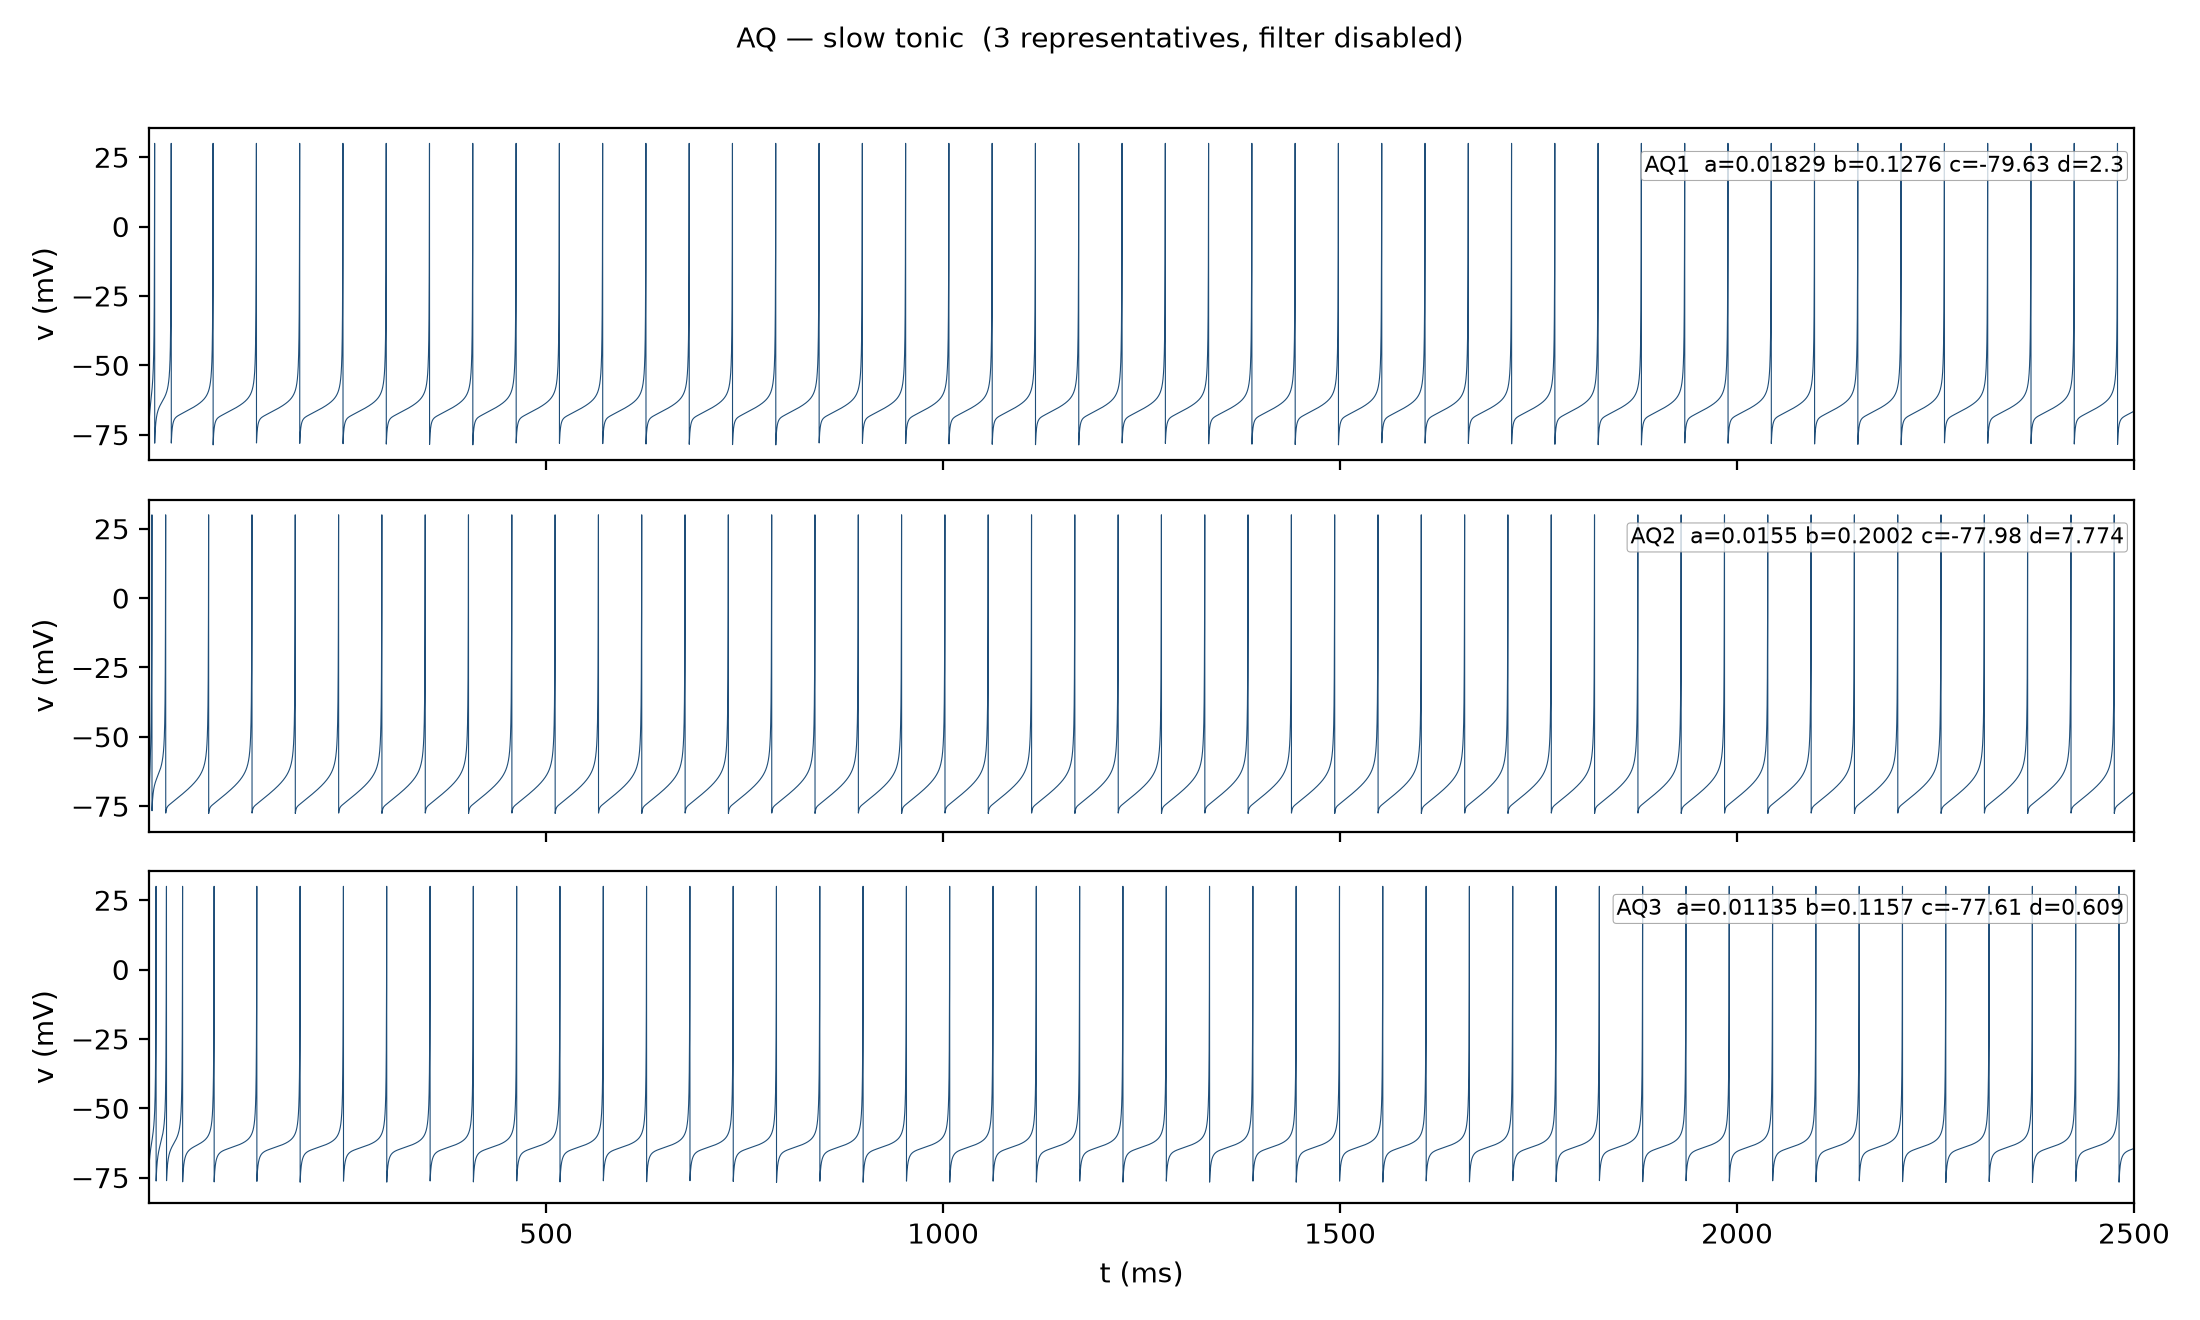 AQ — slow tonic  (3 representatives, filter disabled)
25
0
−25
−50
−75
v (mV)
AQ1  a=0.01829 b=0.1276 c=-79.63 d=2.3
25
0
−25
−50
−75
v (mV)
AQ2  a=0.0155 b=0.2002 c=-77.98 d=7.774
25
0
−25
−50
−75
v (mV)
AQ3  a=0.01135 b=0.1157 c=-77.61 d=0.609
500 1000 1500 2000 2500
t (ms)